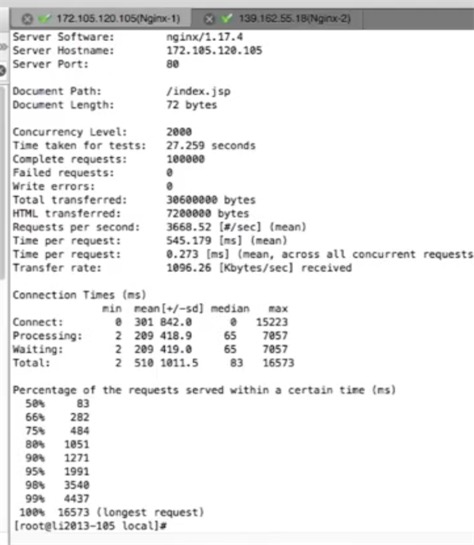 172.105.120.105(Nginx-1) 139.162.55.18(Nginx-2)
Server Software: nginx/1.17.4
Server Hostname: 172.105.120.105
Server Port: 80
Document Path: /index.jsp
Document Length: 72 bytes
Concurrency Level: 2000
Time taken for tests: 27.259 seconds
Complete requests: 100000
Failed requests: 0
Write errors: 0
Total transferred: 30600000 bytes
HTML transferred: 7200000 bytes
Requests per second: 3668.52 [#/sec] (mean)
Time per request: 545.179 [ms] (mean)
Time per request: 0.273 [ms] (mean, across all concurrent requests
Transfer rate: 1096.26 [Kbytes/sec] received
Connection Times (ms)
min mean[+/-sd] median max
Connect: 0 301 842.0 0 15223
Processing: 2 209 418.9 65 7057
Waiting: 2 209 419.0 65 7057
Total: 2 510 1011.5 83 16573
Percentage of the requests served within a certain time (ms)
50% 83
66% 282
75% 484
80% 1051
90% 1271
95% 1991
98% 3540
99% 4437
100% 16573 (longest request)
[root@li2013-105 local]#